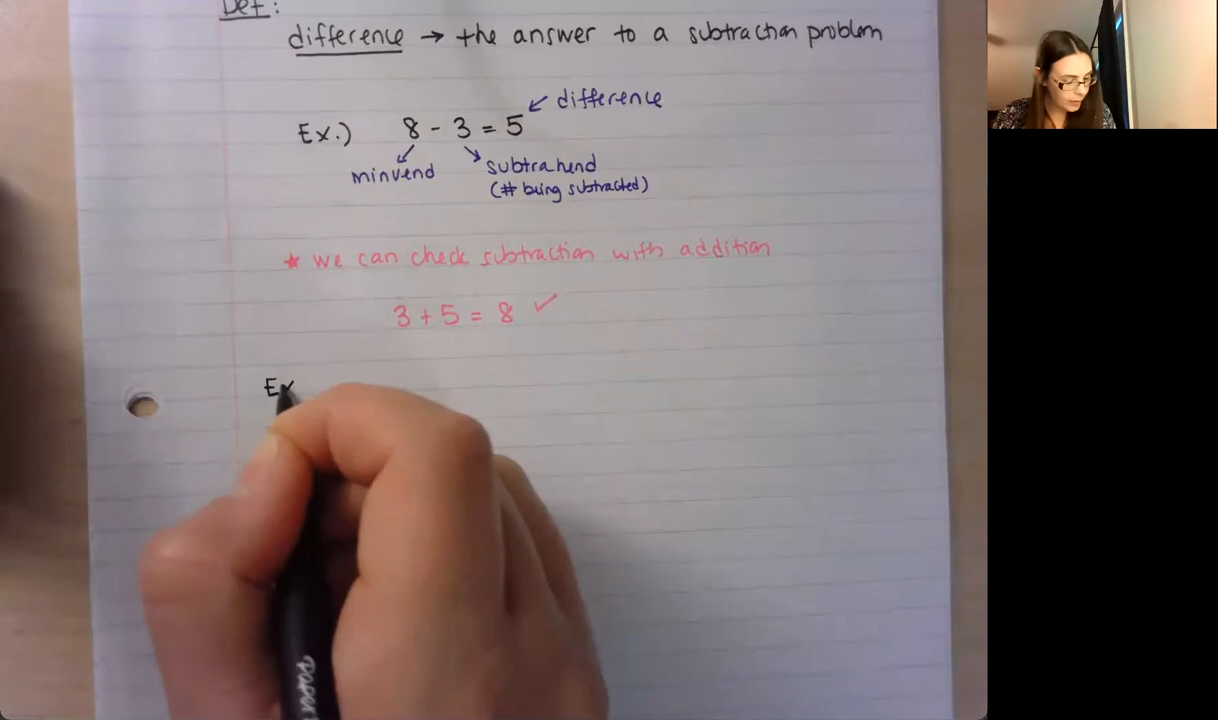 Def:
difference → the answer to a subtraction problem
↙ difference
Ex.) 8 - 3 = 5
minuend
subtrahend
(# being subtracted)
* we can check subtraction with addition
3 + 5 = 8 ✓
Ex
PAPER